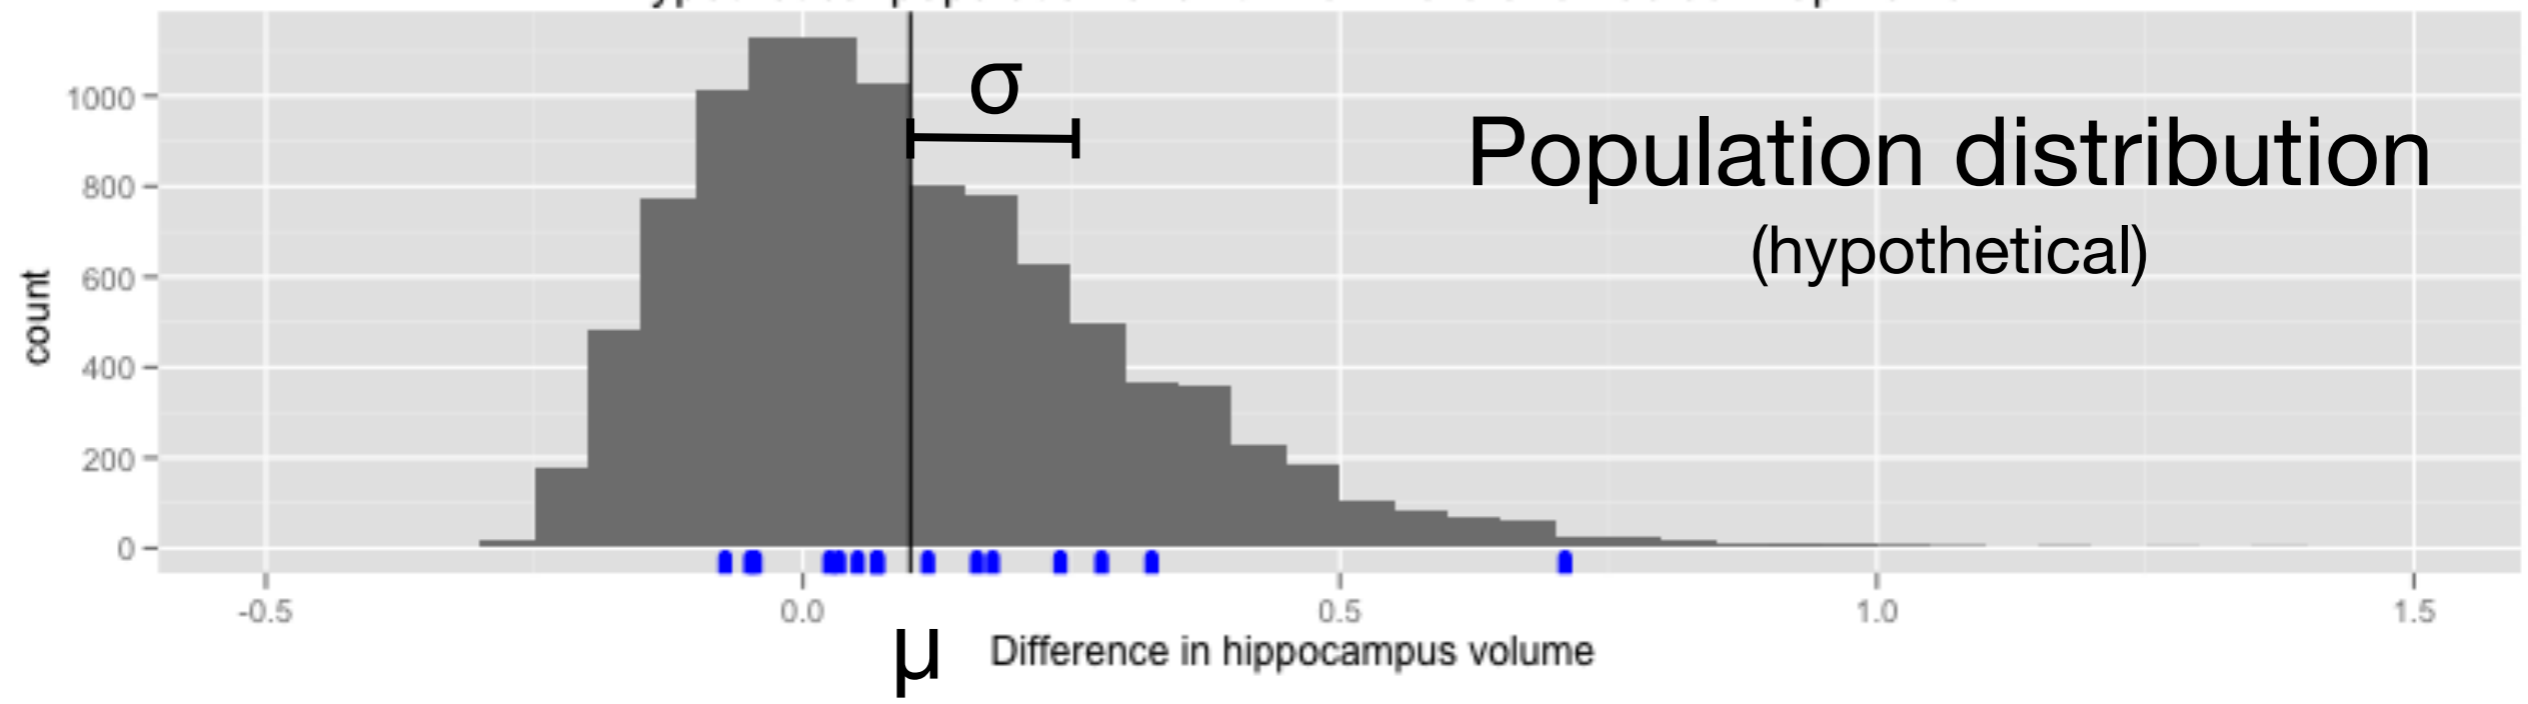 σ
Population distribution
(hypothetical)
count
1000
800
600
400
200
0
-0.5 0.0 0.5 1.0 1.5
μ Difference in hippocampus volume